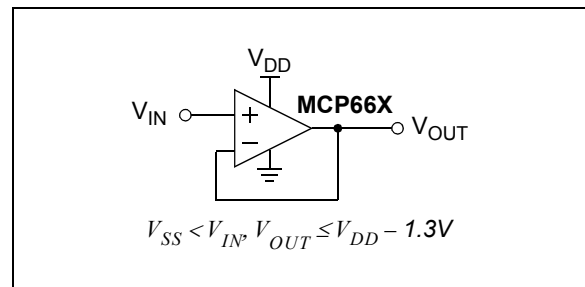 V_DD
MCP66X
V_IN
+
V_OUT
−
V_SS < V_IN, V_OUT ≤ V_DD − 1.3V